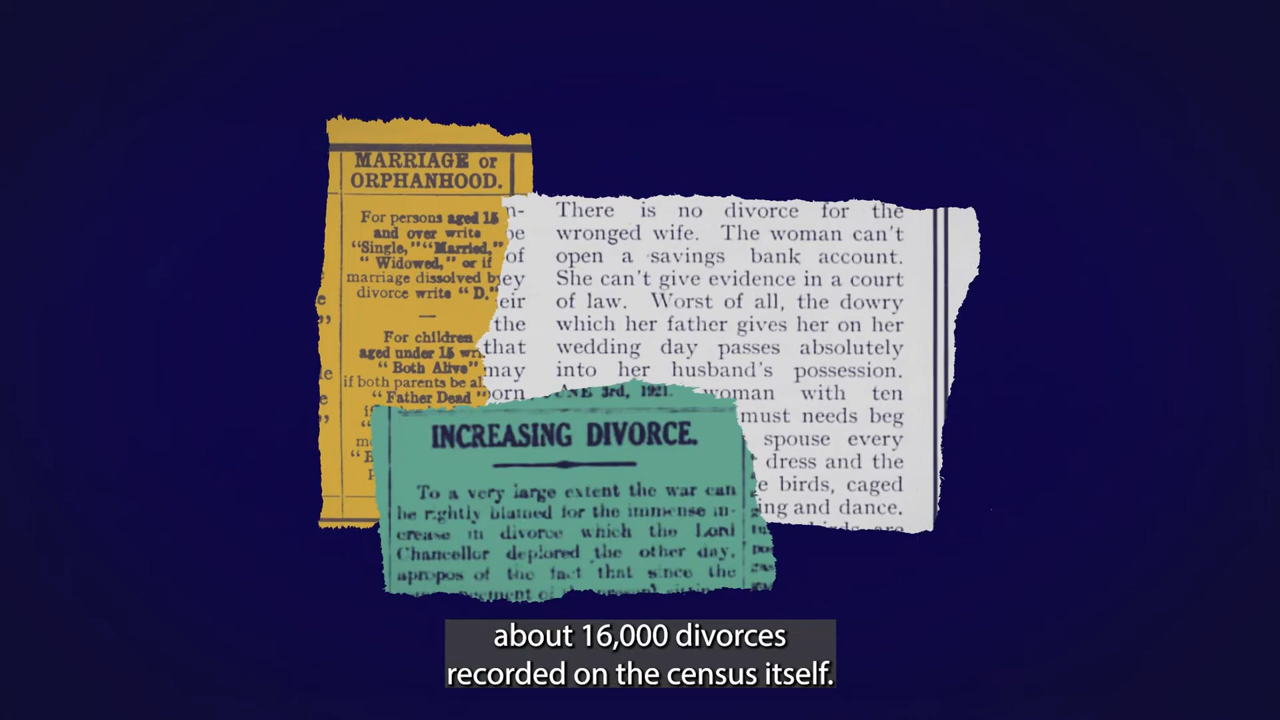 MARRIAGE or
ORPHANHOOD.
For persons aged 15
and over write
“Single,” “Married,”
“Widowed,” or if
marriage dissolved by
divorce write “D.”
For children
aged under 15
“Both Alive”
if both parents be
“Father Dead”
There is no divorce for the
wronged wife. The woman can't
open a savings bank account.
She can't give evidence in a court
of law. Worst of all, the dowry
which her father gives her on her
wedding day passes absolutely
into her husband's possession.
woman with ten
must needs beg
spouse every
dress and the
birds, caged
and dance.
of
the
that
may
JUNE 3rd, 1921.
INCREASING DIVORCE.
To a very large extent the war can
be rightly blamed for the immense in-
crease in divorce which the Lord
Chancellor deplored the other day,
apropos of the fact that since the
about 16,000 divorces
recorded on the census itself.